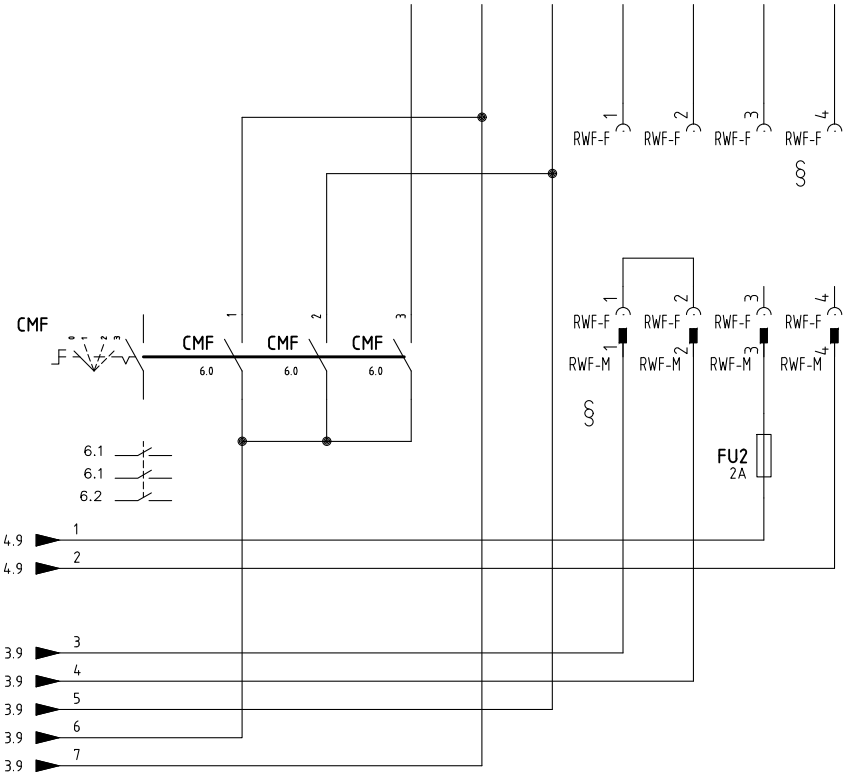 1 2 3 4
RWF-F RWF-F RWF-F RWF-F
§
1 2 3
1 2 3 4
CMF
0 1 2 3
CMF CMF CMF
6.0 6.0 6.0
RWF-F RWF-F RWF-F RWF-F
1 2 3 4
RWF-M RWF-M RWF-M RWF-M
§
6.1
6.1
6.2
FU2
2A
4.9 1
4.9 2
3.9 3
3.9 4
3.9 5
3.9 6
3.9 7